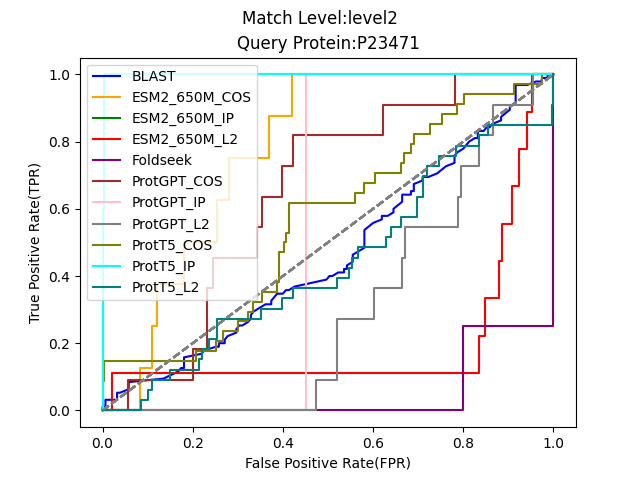 Match Level:level2
Query Protein:P23471
True Positive Rate(TPR)
1.0
0.8
0.6
0.4
0.2
0.0
BLAST
ESM2_650M_COS
ESM2_650M_IP
ESM2_650M_L2
Foldseek
ProtGPT_COS
ProtGPT_IP
ProtGPT_L2
ProtT5_COS
ProtT5_IP
ProtT5_L2
0.0 0.2 0.4 0.6 0.8 1.0
False Positive Rate(FPR)